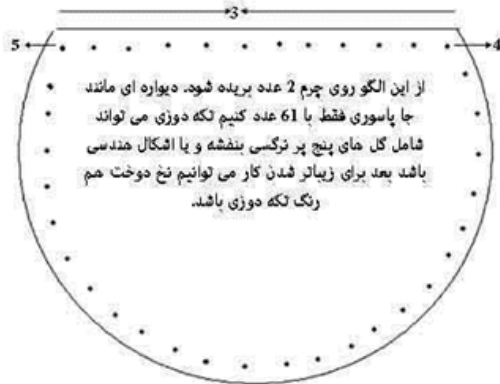 3
5
4
از این الگو روی چرم 2 عدد بریده شود. دیواره ای مانند
جا پاسوری فقط با 61 عدد کنیم تکه دوزی می تواند
شامل گل های پنج پر نرگسی بنفشه و یا اشکال هندسی
باشد بعد برای زیباتر شدن کار می توانیم نخ دوخت هم
رنگ تکه دوزی باشد.